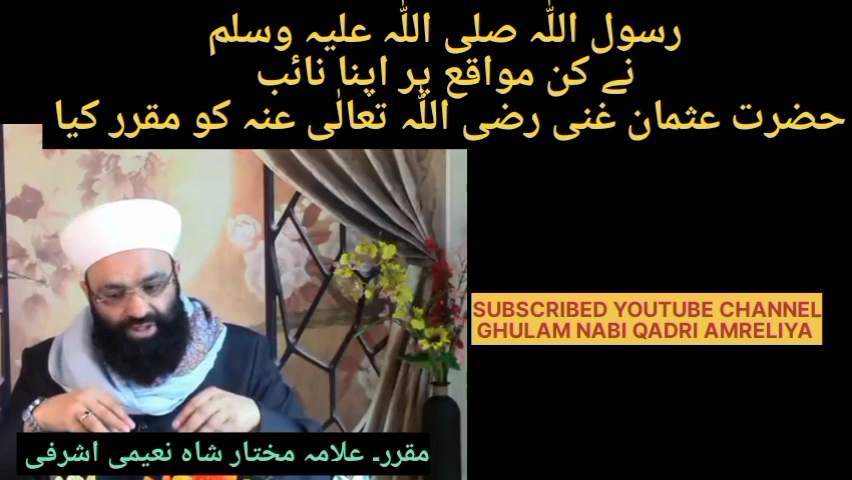 رسول اللہ صلی اللہ علیہ وسلم
نے کن مواقع پر اپنا نائب
حضرت عثمان غنی رضی اللہ تعالٰی عنہ کو مقرر کیا
SUBSCRIBED YOUTUBE CHANNEL
GHULAM NABI QADRI AMRELIYA
مقرر۔ علامہ مختار شاہ نعیمی اشرفی